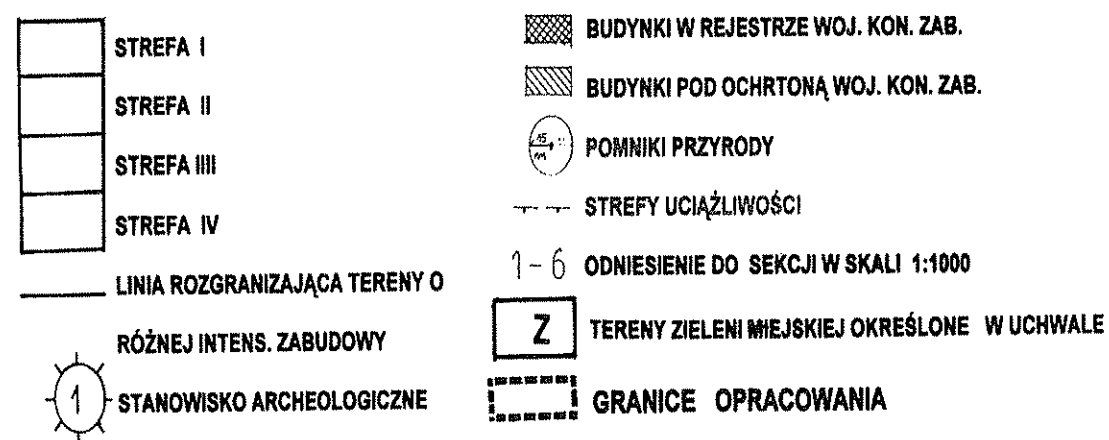 STREFA I
STREFA II
STREFA IIII
STREFA IV
LINIA ROZGRANIZAJĄCA TERENY O
RÓŻNEJ INTENS. ZABUDOWY
1 STANOWISKO ARCHEOLOGICZNE
BUDYNKI W REJESTRZE WOJ. KON. ZAB.
BUDYNKI POD OCHRTONĄ WOJ. KON. ZAB.
POMNIKI PRZYRODY
STREFY UCIĄŻLIWOŚCI
1-6 ODNIESIENIE DO SEKCJI W SKALI 1:1000
Z TERENY ZIELENI MIEJSKIEJ OKREŚLONE W UCHWALE
GRANICE OPRACOWANIA